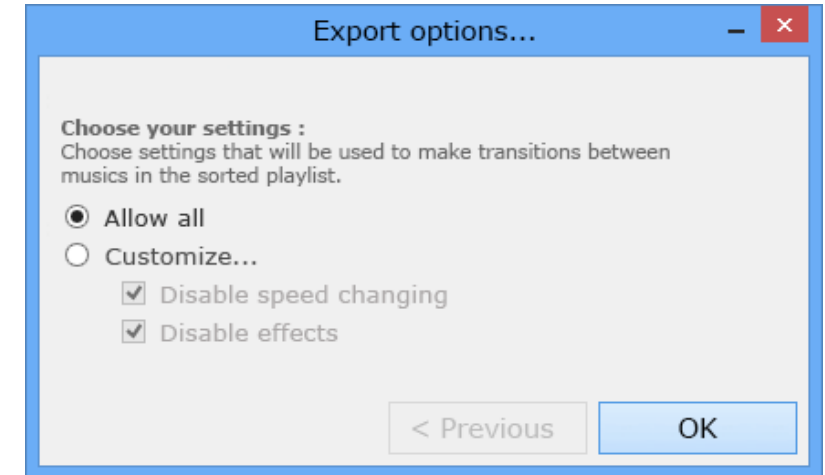 Export options...
Choose your settings :
Choose settings that will be used to make transitions between
musics in the sorted playlist.
Allow all
Customize...
Disable speed changing
Disable effects
< Previous
OK